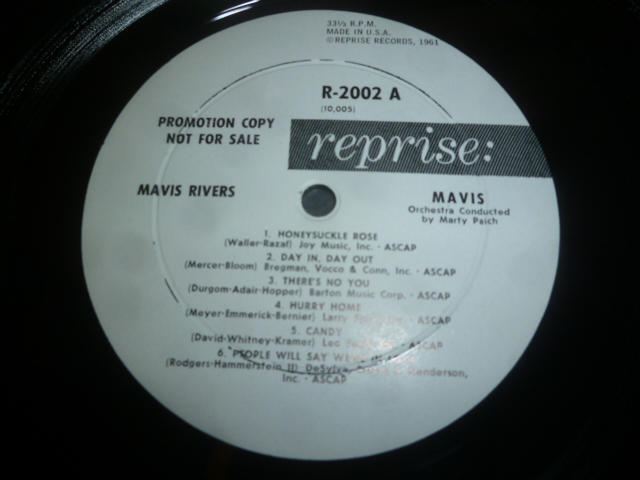 33⅓ R.P.M.
MADE IN U.S.A.
©REPRISE RECORDS, 1961
R-2002 A
(10,005)
PROMOTION COPY
NOT FOR SALE
reprise:
MAVIS RIVERS
MAVIS
Orchestra Conducted
by Marty Paich
1. HONEYSUCKLE ROSE
(Waller-Razaf) Joy Music, Inc. · ASCAP
2. DAY IN, DAY OUT
(Mercer-Bloom) Bregman, Vocco & Conn, Inc. · ASCAP
3. THERE'S NO YOU
(Durgom-Adair-Hopper) Barton Music Corp. · ASCAP
4. HURRY HOME
(Meyer-Emmerick-Bernier) Larry Inc. · ASCAP
5. CANDY
(David-Whitney-Kramer) Leo ASCAP
6. PEOPLE WILL SAY WE'RE
(Rodgers-Hammerstein II) DeSylva, Henderson,
Inc. · ASCAP